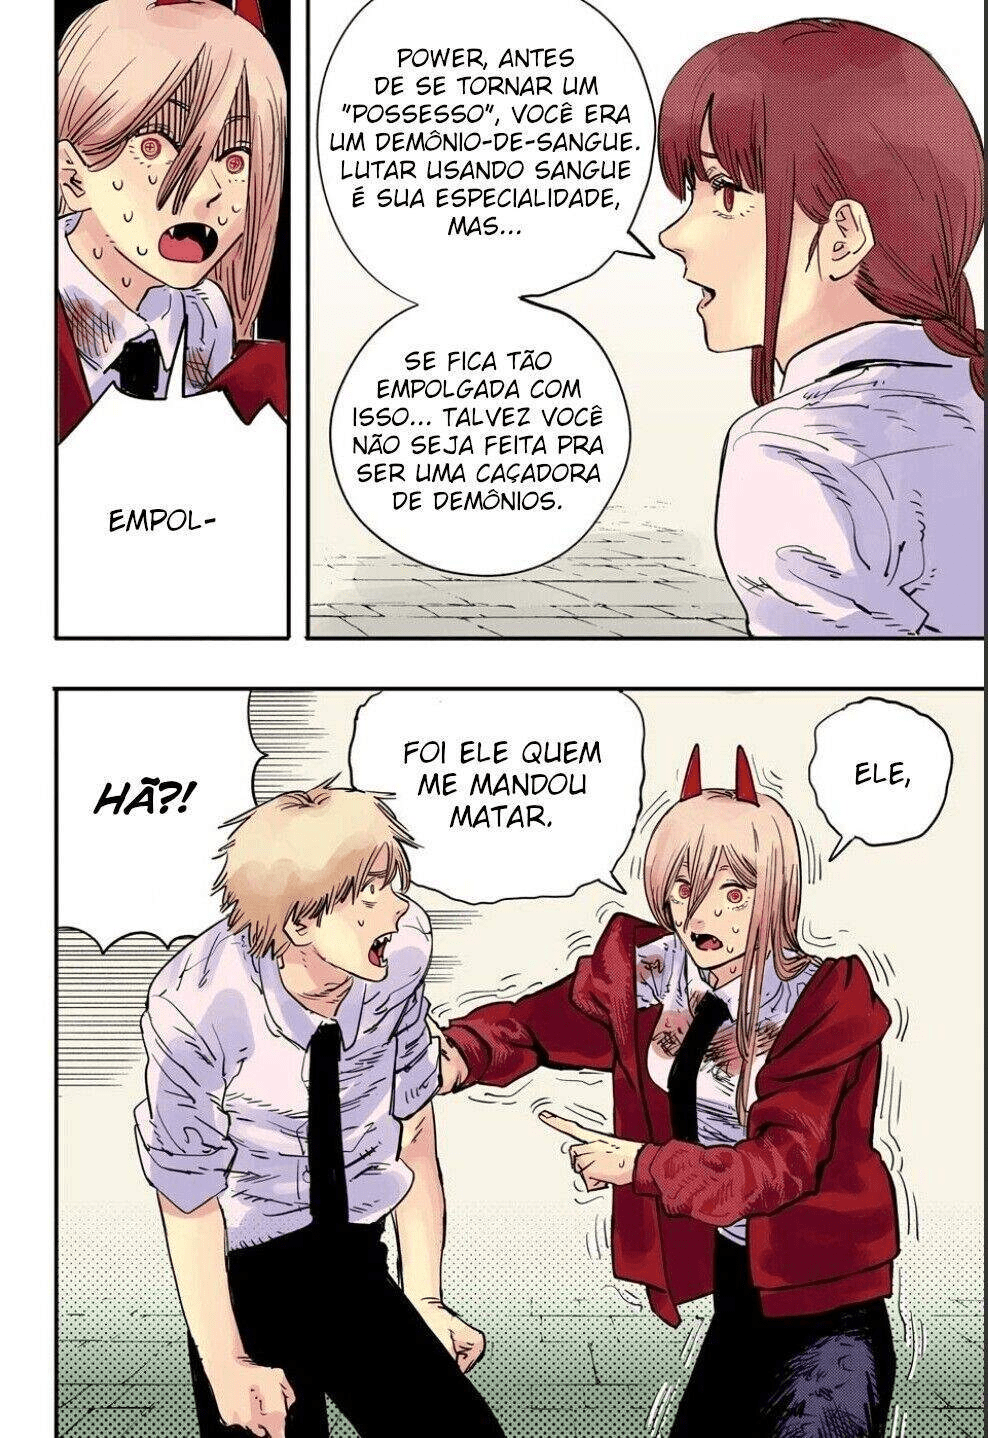 POWER, ANTES
DE SE TORNAR UM
"POSSESSO", VOCÊ ERA
UM DEMÔNIO-DE-SANGUE.
LUTAR USANDO SANGUE
É SUA ESPECIALIDADE,
MAS...
SE FICA TÃO
EMPOLGADA COM
ISSO... TALVEZ VOCÊ
NÃO SEJA FEITA PRA
SER UMA CAÇADORA
DE DEMÔNIOS.
EMPOL-
ELE,
FOI ELE QUEM
ME MANDOU
MATAR.
HÃ?!